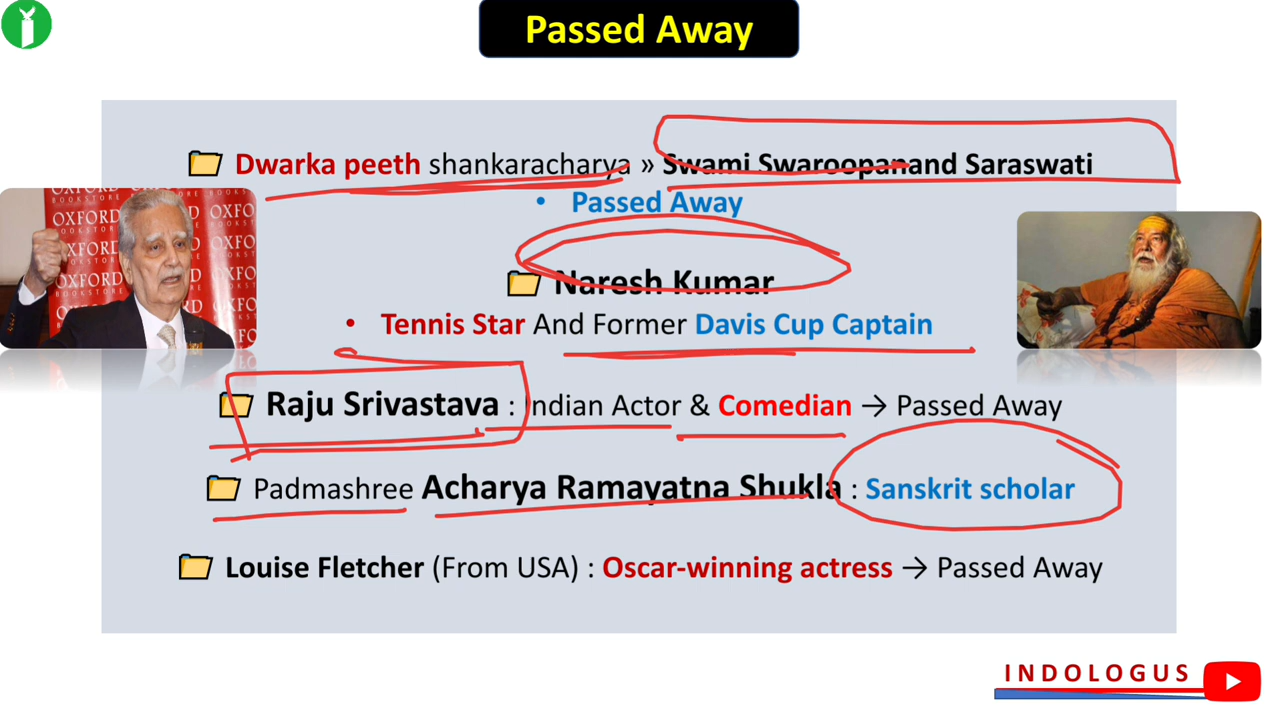 Passed Away
Dwarka peeth shankaracharya » Swami Swaroopanand Saraswati
• Passed Away
Naresh Kumar
• Tennis Star And Former Davis Cup Captain
Raju Srivastava : Indian Actor & Comedian → Passed Away
Padmashree Acharya Ramayatna Shukla : Sanskrit scholar
Louise Fletcher (From USA) : Oscar-winning actress → Passed Away
OXFORD
BOOKSTORE
INDOLOGUS